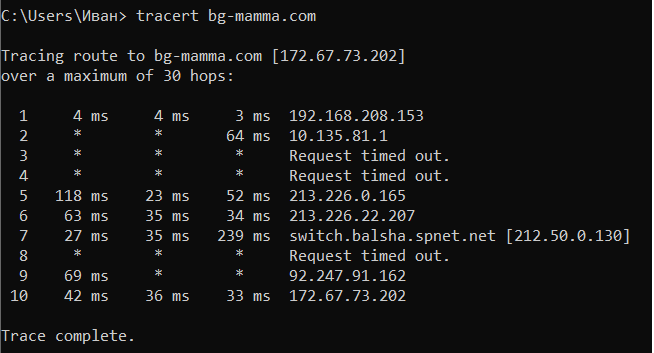 C:\Users\Иван> tracert bg-mamma.com
Tracing route to bg-mamma.com [172.67.73.202]
over a maximum of 30 hops:
1 4 ms 4 ms 3 ms 192.168.208.153
2 * * 64 ms 10.135.81.1
3 * * * Request timed out.
4 * * * Request timed out.
5 118 ms 23 ms 52 ms 213.226.0.165
6 63 ms 35 ms 34 ms 213.226.22.207
7 27 ms 35 ms 239 ms switch.balsha.spnet.net [212.50.0.130]
8 * * * Request timed out.
9 69 ms * * 92.247.91.162
10 42 ms 36 ms 33 ms 172.67.73.202
Trace complete.